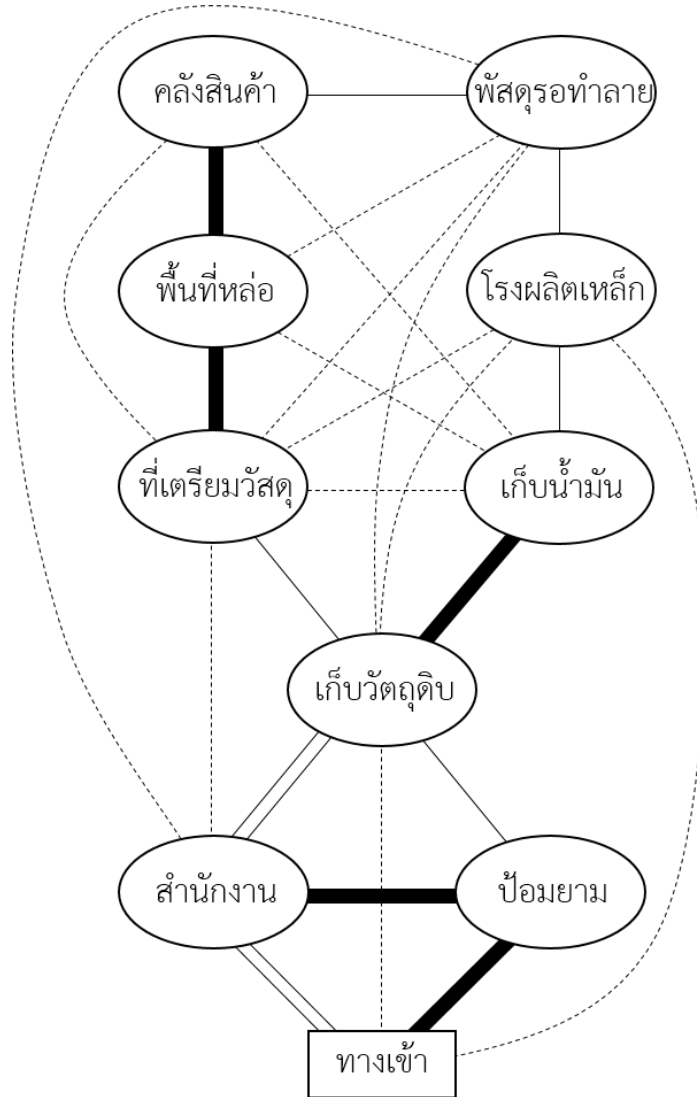 คลังสินค้า
พัสดุรอทำลาย
พื้นที่หล่อ
โรงผลิตเหล็ก
ที่เตรียมวัสดุ
เก็บน้ำมัน
เก็บวัตถุดิบ
สำนักงาน
ป้อมยาม
ทางเข้า